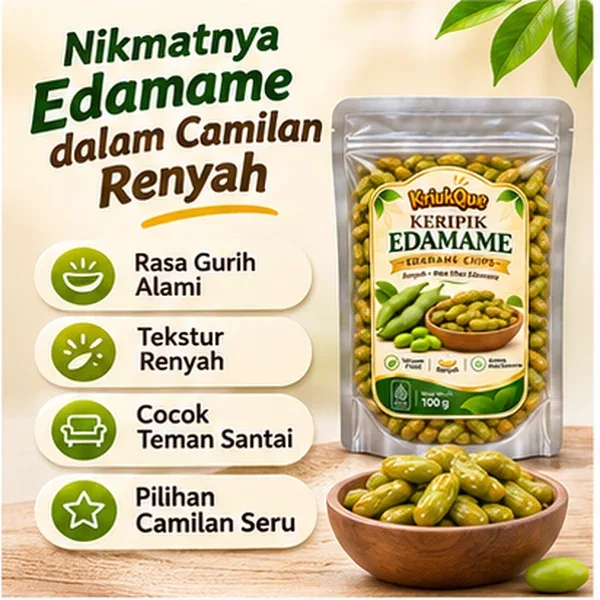 Nikmatnya
Edamame
dalam Camilan
Renyah
Rasa Gurih
Alami
Tekstur
Renyah
Cocok
Teman Santai
Pilihan
Camilan Seru
KriukQue
KERIPIK
EDAMAME
100 g